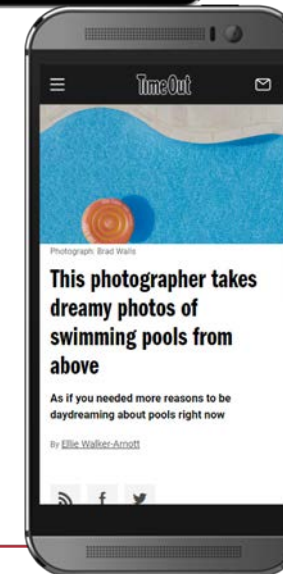 TimeOut
Photograph: Brad Walls
This photographer takes
dreamy photos of
swimming pools from
above
As if you needed more reasons to be
daydreaming about pools right now
By Ellie Walker-Arnott